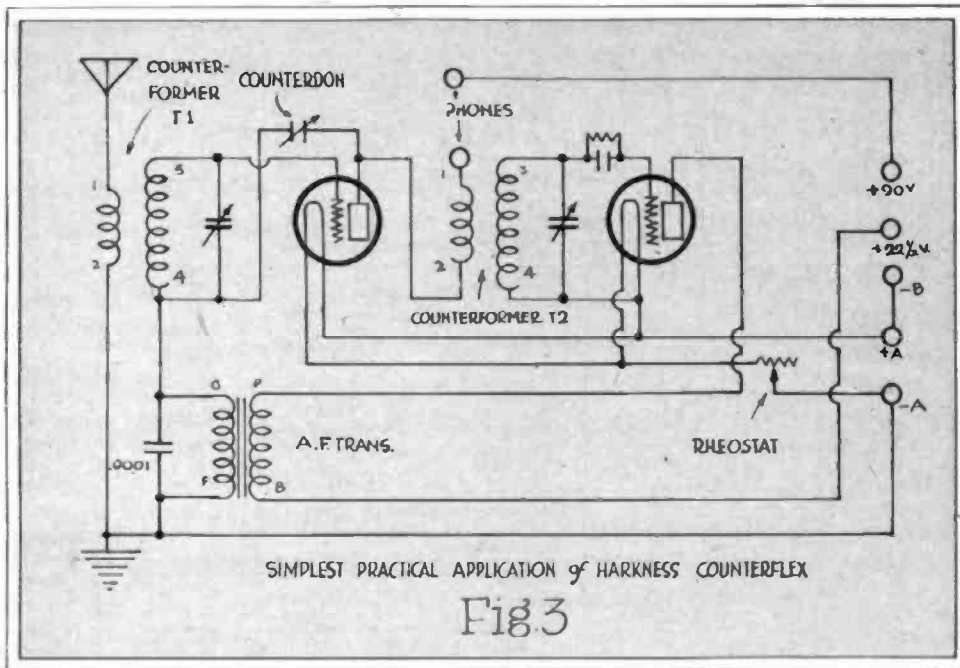 COUNTER-
FORMER
T1
COUNTERDON
PHONES
1
2
5
4
1
2
3
4
COUNTERFORMER T2
+90V
+22½V.
-B
+A
-A
RHEOSTAT
.0001
G
F
P
B
A.F. TRANS.
SIMPLEST PRACTICAL APPLICATION of HARKNESS COUNTERFLEX
Fig.3